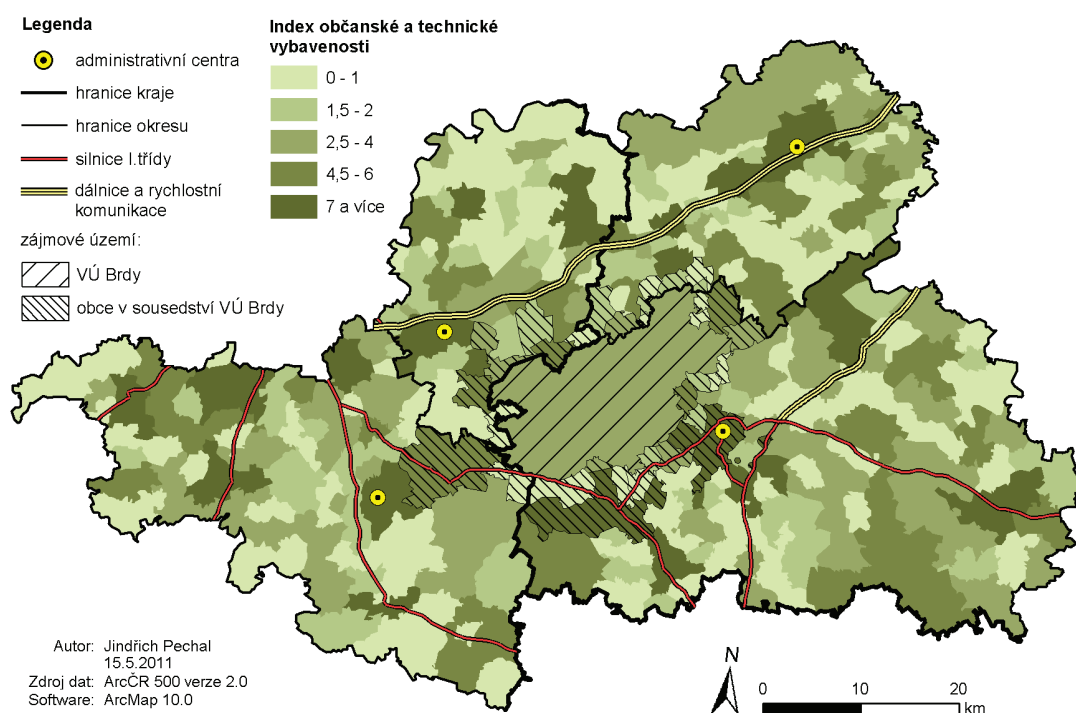 Legenda
administrativní centra
hranice kraje
hranice okresu
silnice I.třídy
dálnice a rychlostní
komunikace
zájmové území:
VÚ Brdy
obce v sousedství VÚ Brdy
Index občanské a technické
vybavenosti
0 - 1
1,5 - 2
2,5 - 4
4,5 - 6
7 a více
Autor: Jindřich Pechal
15.5.2011
Zdroj dat: ArcČR 500 verze 2.0
Software: ArcMap 10.0
N
0 10 20
km